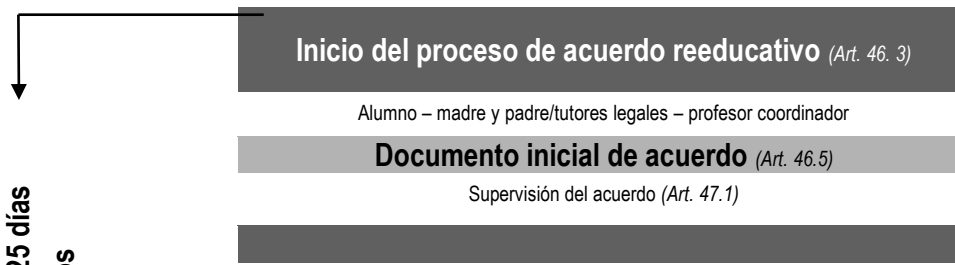 Inicio del proceso de acuerdo reeducativo (Art. 46. 3)
Alumno – madre y padre/tutores legales – profesor coordinador
Documento inicial de acuerdo (Art. 46.5)
Supervisión del acuerdo (Art. 47.1)
25 días